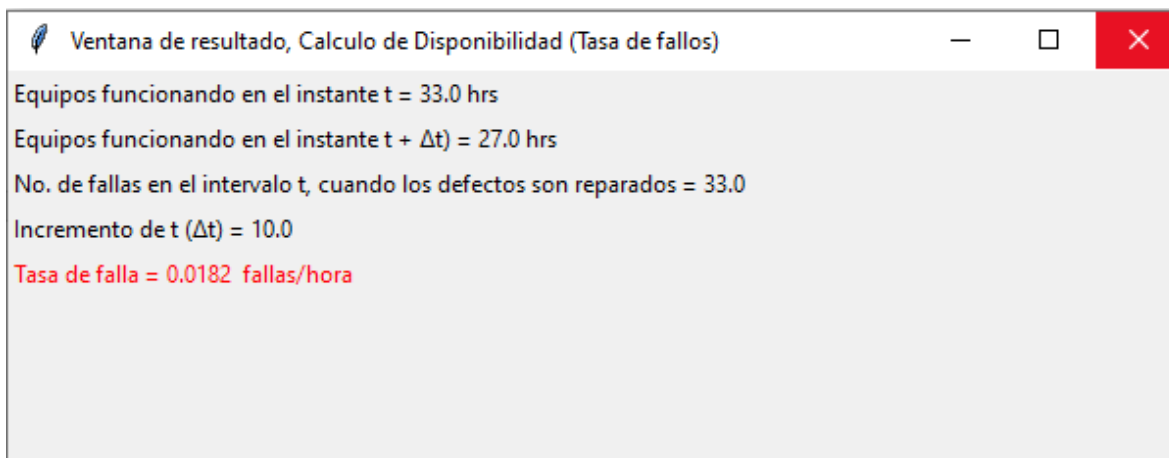 Ventana de resultado, Calculo de Disponibilidad (Tasa de fallos)
Equipos funcionando en el instante t = 33.0 hrs
Equipos funcionando en el instante t + Δt) = 27.0 hrs
No. de fallas en el intervalo t, cuando los defectos son reparados = 33.0
Incremento de t (Δt) = 10.0
Tasa de falla = 0.0182 fallas/hora